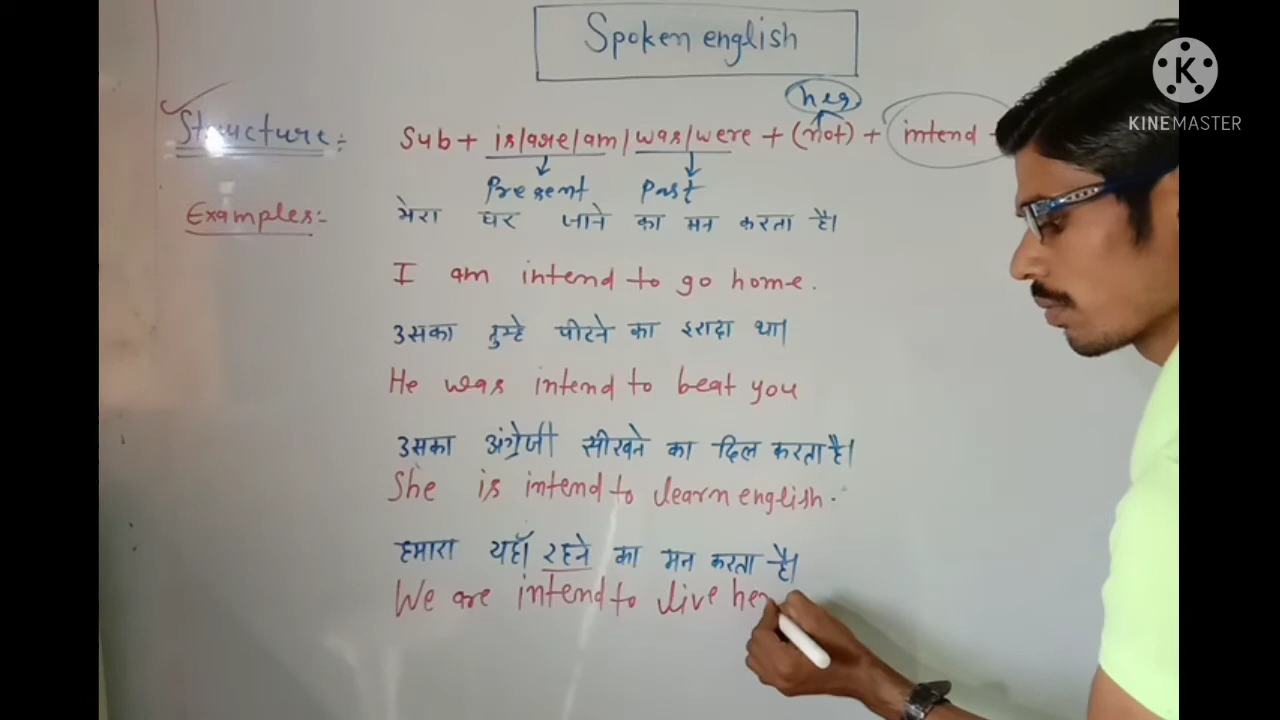 Spoken english
neg.
Structure:- Sub + is/are/am/was/were + (not) + intend
Present Past
Examples:- मेरा घर जाने का मन करता है।
I am intend to go home.
उसका तुम्हे पीटने का इरादा था।
He was intend to beat you
उसका अंग्रेजी सीखने का दिल करता है।
She is intend to learn english.
हमारा यहाँ रहने का मन करता है।
We are intend to live her
K
KINEMASTER